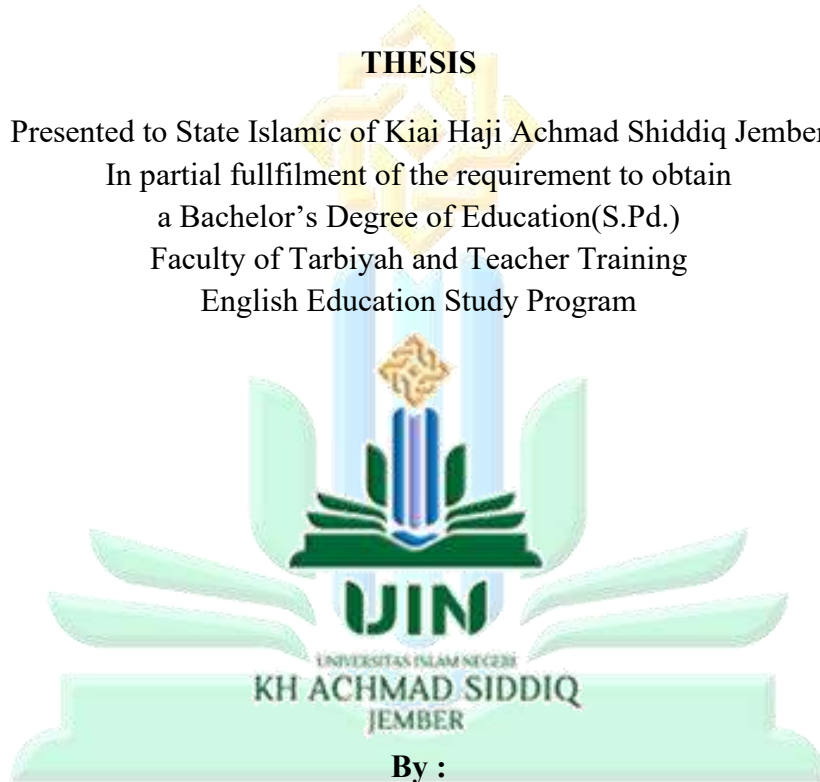 THESIS
Presented to State Islamic of Kiai Haji Achmad Shiddiq Jember
In partial fullfilment of the requirement to obtain
a Bachelor’s Degree of Education(S.Pd.)
Faculty of Tarbiyah and Teacher Training
English Education Study Program
UIN
UNIVERSITAS ISLAM NEGERI
KH ACHMAD SIDDIQ
JEMBER
By :